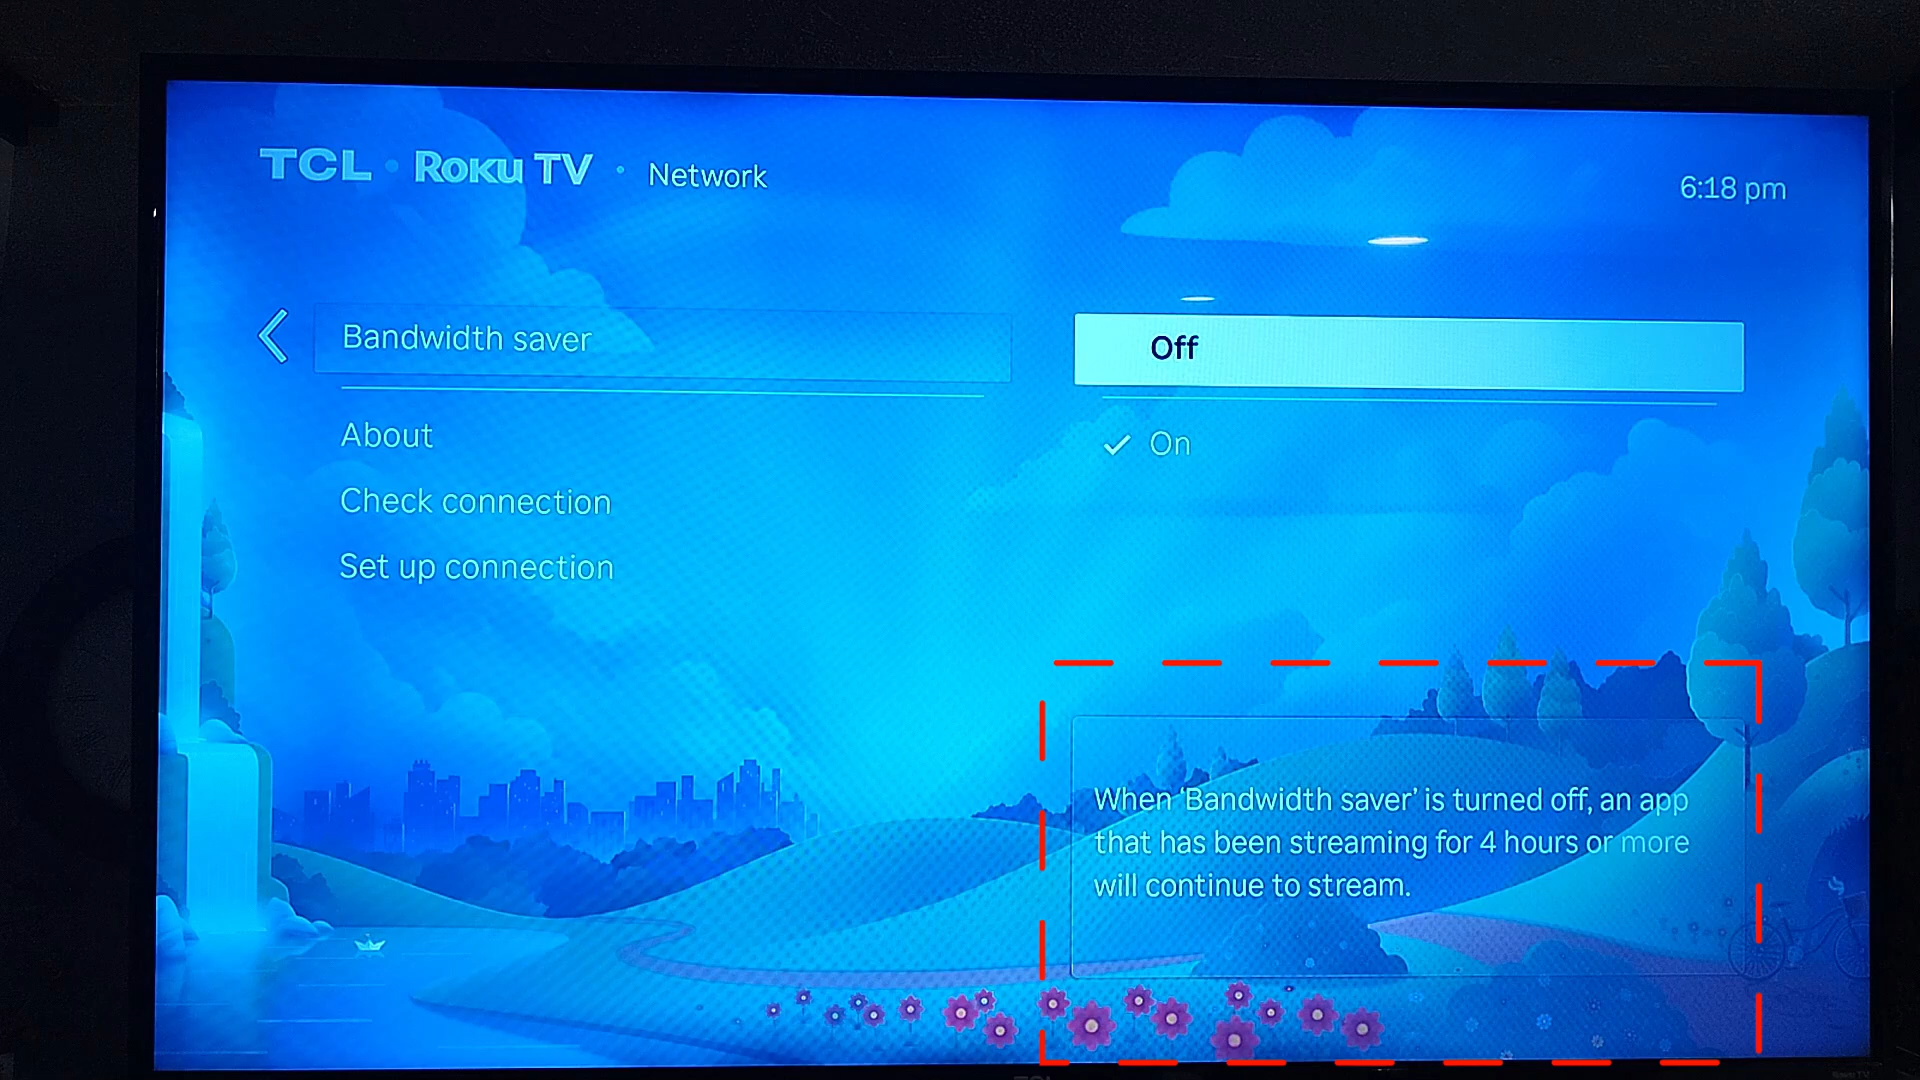 TCL • Roku TV • Network
6:18 pm
Bandwidth saver
Off
About
On
Check connection
Set up connection
When ‘Bandwidth saver’ is turned off, an app
that has been streaming for 4 hours or more
will continue to stream.